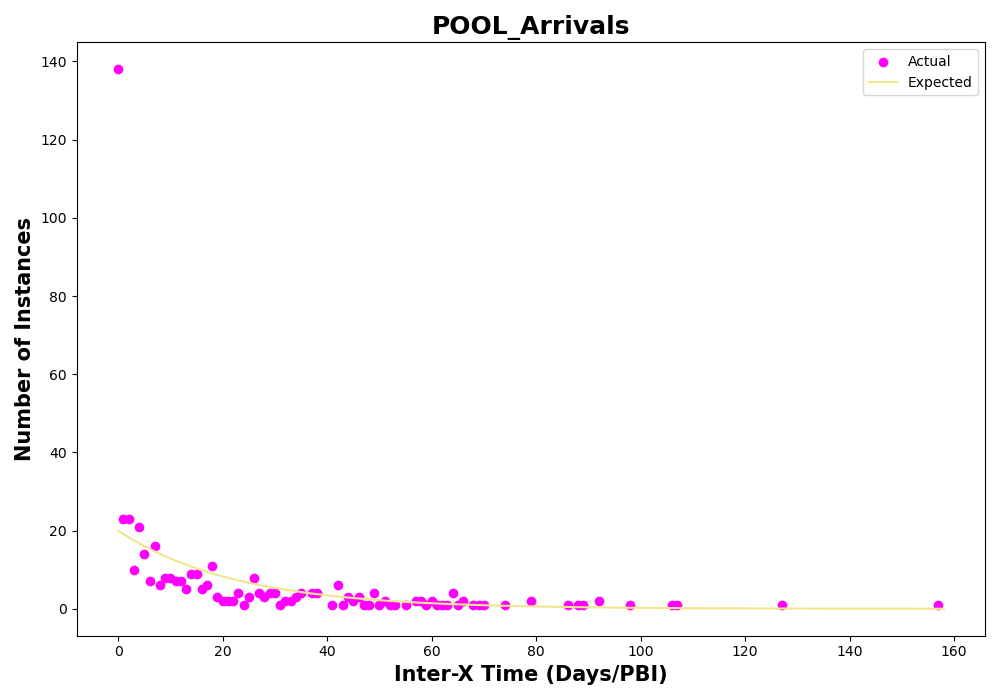 POOL_Arrivals
Actual
Expected
Number of Instances
140
120
100
80
60
40
20
0
0 20 40 60 80 100 120 140 160
Inter-X Time (Days/PBI)